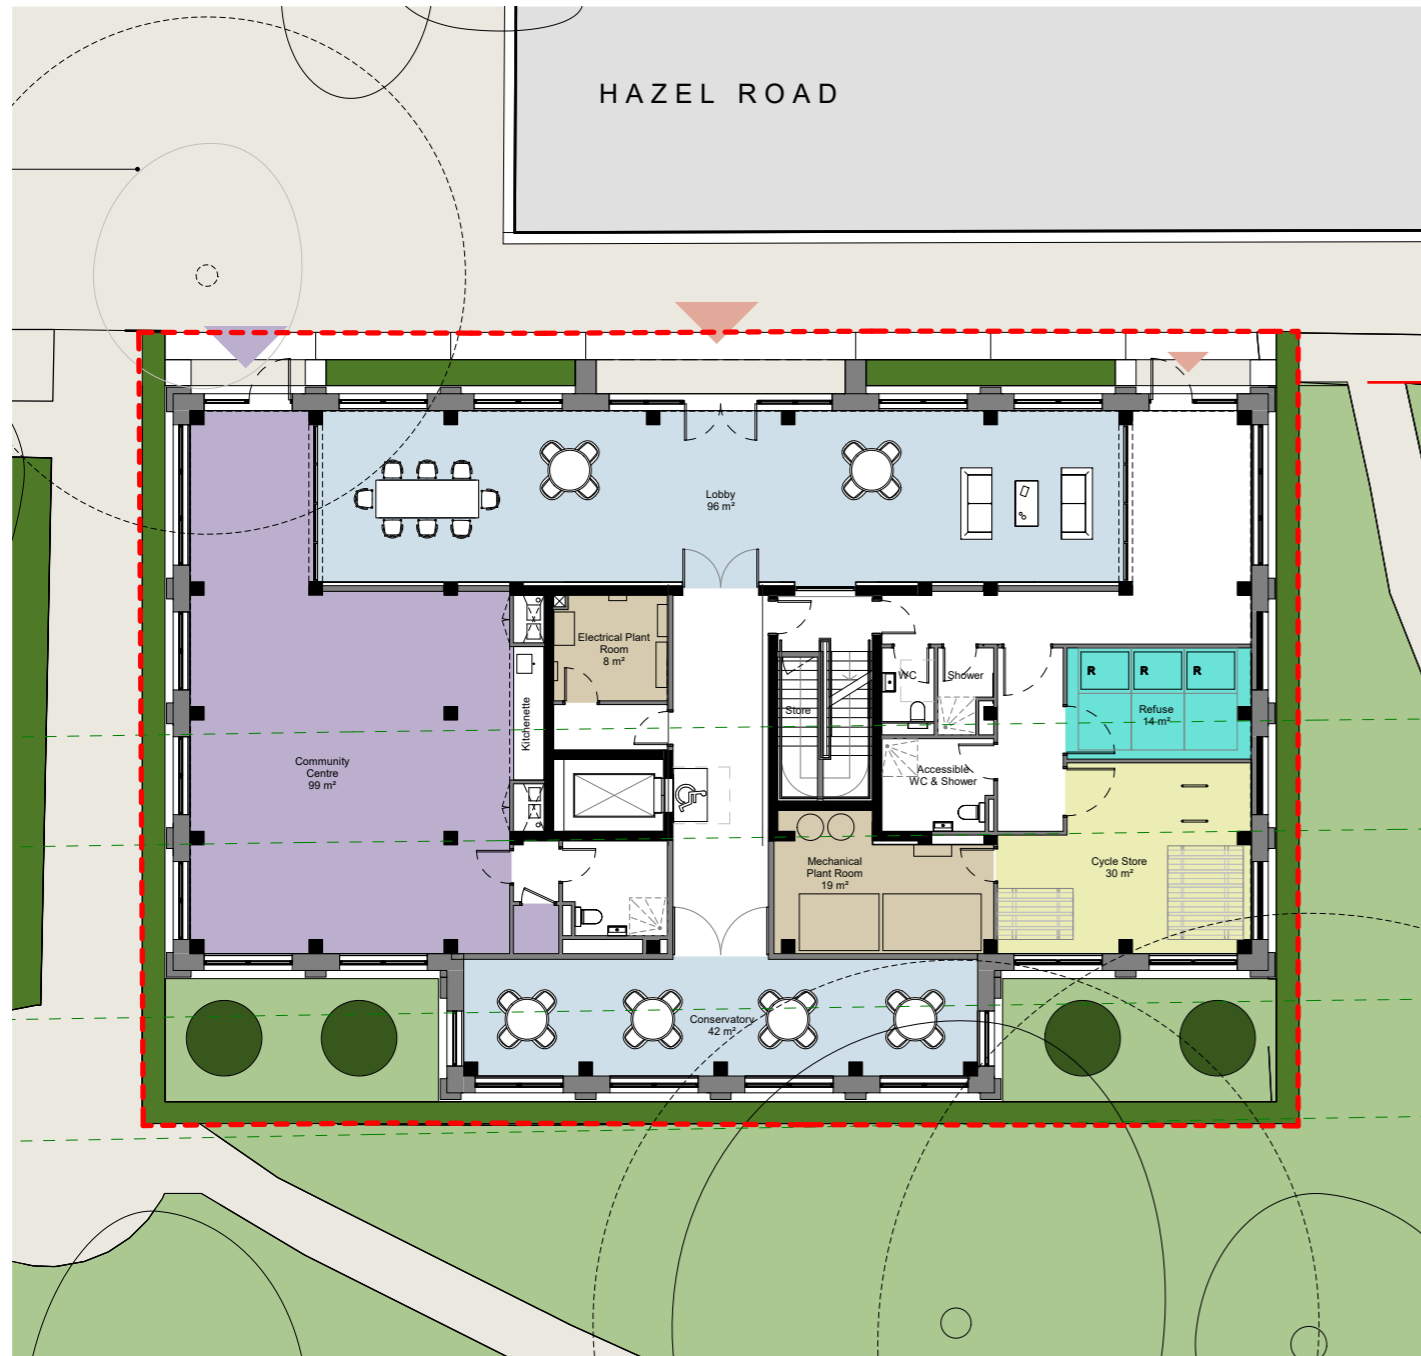 HAZEL ROAD
Lobby
96 m²
Electrical Plant
Room
8 m²
WC
Shower
R
R
R
Refuse
14 m²
Store
Kitchenette
Community
Centre
99 m²
Accessible
WC & Shower
Mechanical
Plant Room
19 m²
Cycle Store
30 m²
Conservatory
42 m²